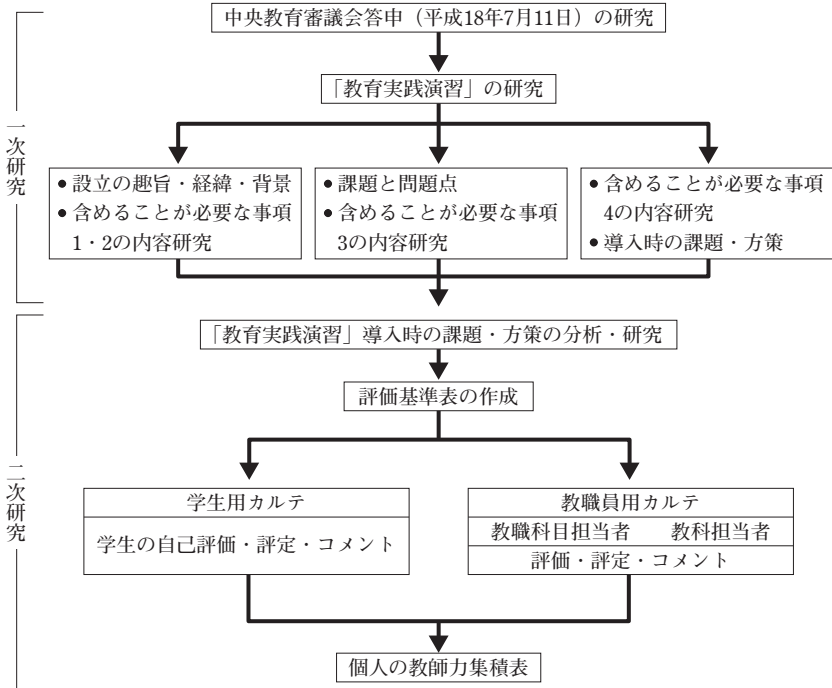 中央教育審議会答申（平成18年7月11日）の研究
「教育実践演習」の研究
一次研究
● 設立の趣旨・経緯・背景
● 含めることが必要な事項
1・2の内容研究
● 課題と問題点
● 含めることが必要な事項
3の内容研究
● 含めることが必要な事項
4の内容研究
● 導入時の課題・方策
「教育実践演習」導入時の課題・方策の分析・研究
評価基準表の作成
二次研究
学生用カルテ
学生の自己評価・評定・コメント
教職員用カルテ
教職科目担当者　教科担当者
評価・評定・コメント
個人の教師力集積表